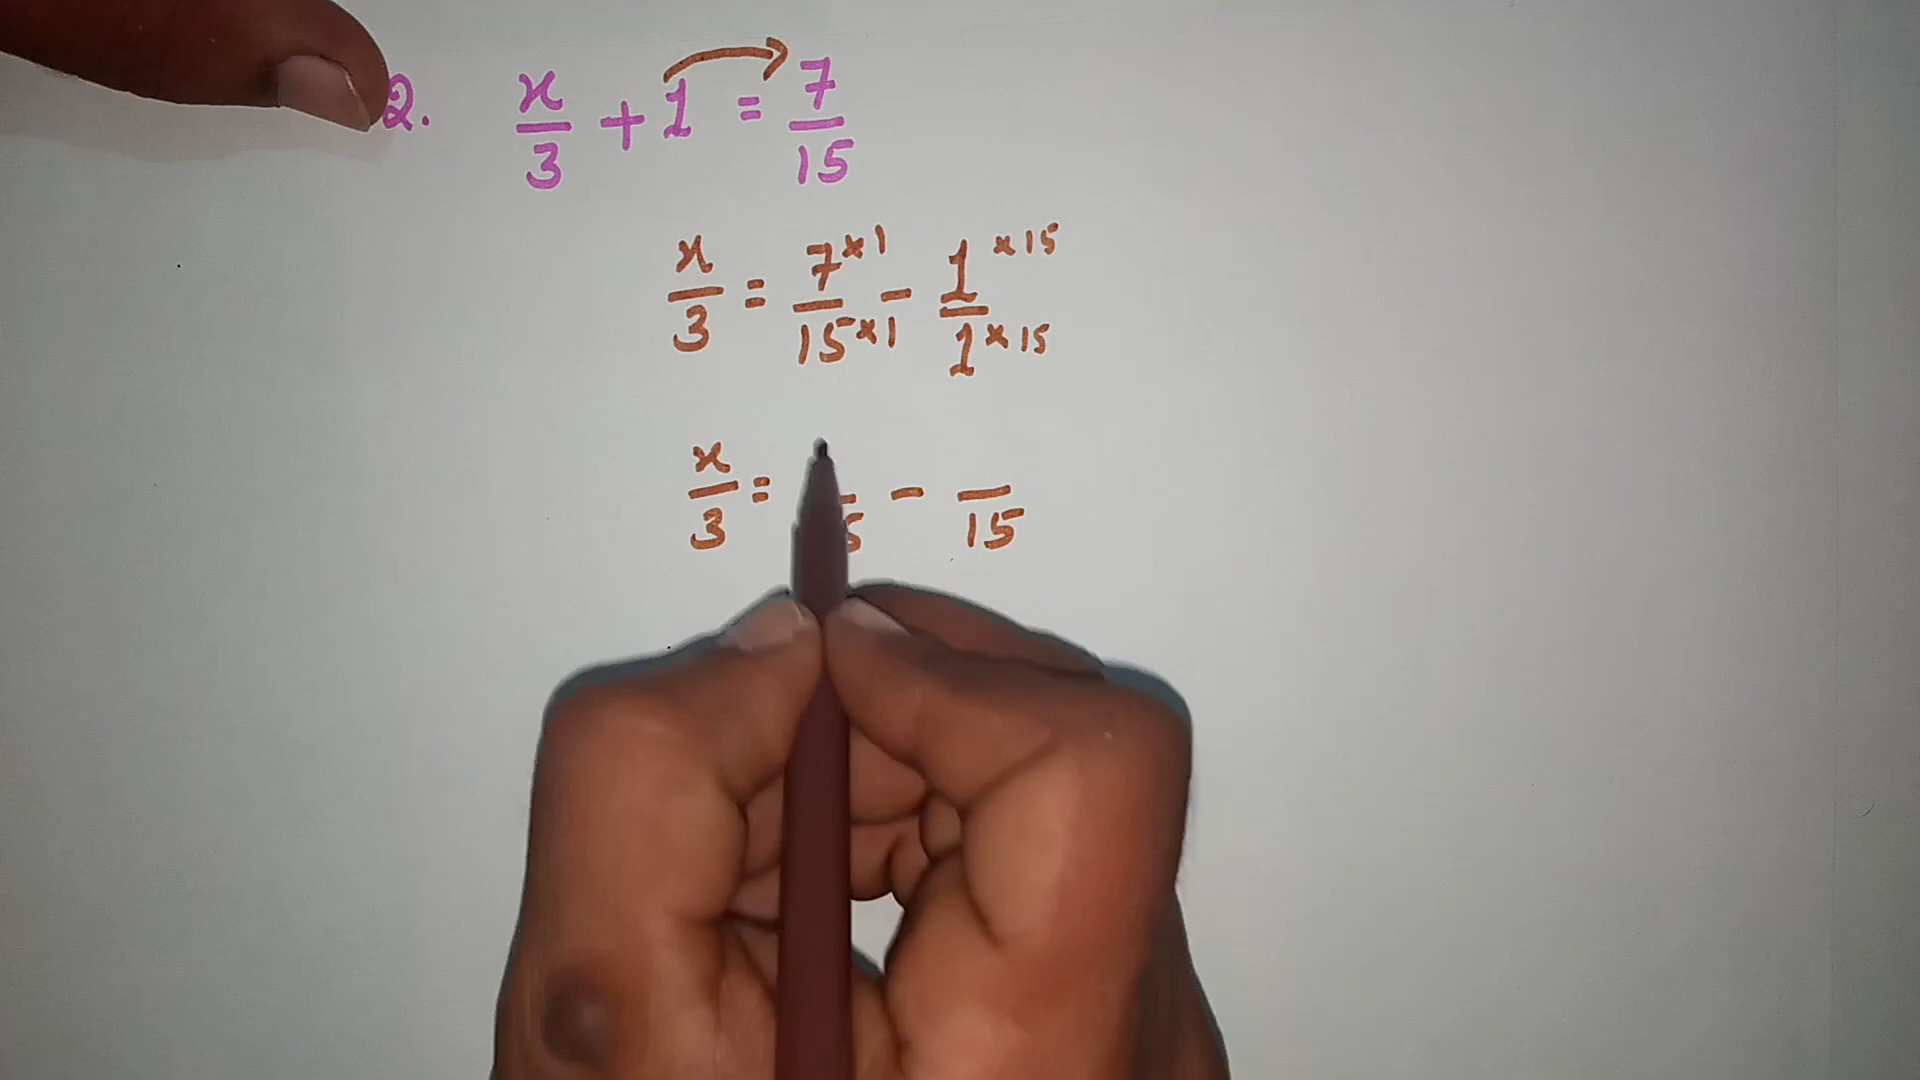 2. x/3 + 1 = 7/15
x/3 = 7×1/15×1 - 1×15/1×15
x/3 = /5 - /15